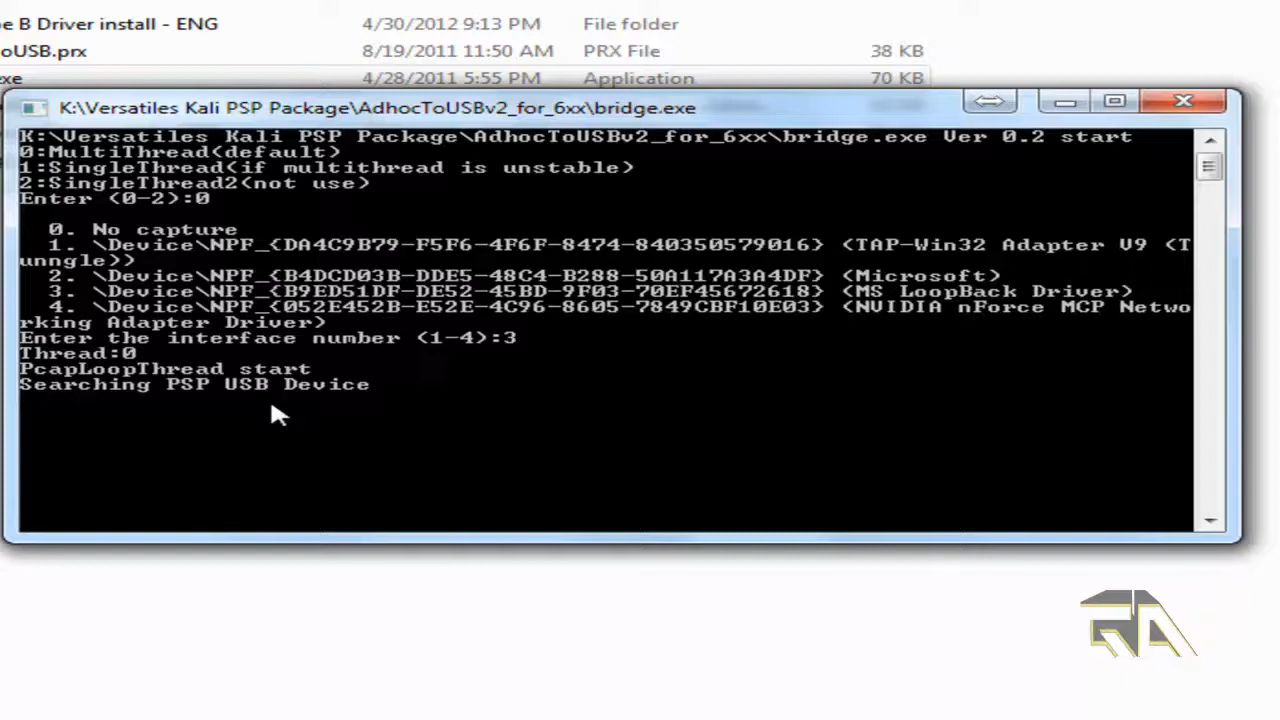 e B Driver install - ENG 4/30/2012 9:13 PM File folder
oUSB.prx 8/19/2011 11:50 AM PRX File 38 KB
exe 4/28/2011 5:55 PM Application 70 KB
K:\Versatiles Kali PSP Package\AdhocToUSBv2_for_6xx\bridge.exe
K:\Versatiles Kali PSP Package\AdhocToUSBv2_for_6xx\bridge.exe Ver 0.2 start
0:MultiThread(default)
1:SingleThread(if multithread is unstable)
2:SingleThread2(not use)
Enter (0-2):0
0. No capture
1. \Device\NPF_{DA4C9B79-F5F6-4F6F-8474-840350579016} (TAP-Win32 Adapter V9 (T
unngle))
2. \Device\NPF_{B4DCD03B-DDE5-48C4-B288-50A117A3A4DF} (Microsoft)
3. \Device\NPF_{B9ED51DF-DE52-45BD-9F03-70EF45672618} (MS LoopBack Driver)
4. \Device\NPF_{052E452B-E52E-4C96-8605-7849CBF10E03} (NVIDIA nForce MCP Netwo
rking Adapter Driver)
Enter the interface number (1-4):3
Thread:0
PcapLoopThread start
Searching PSP USB Device